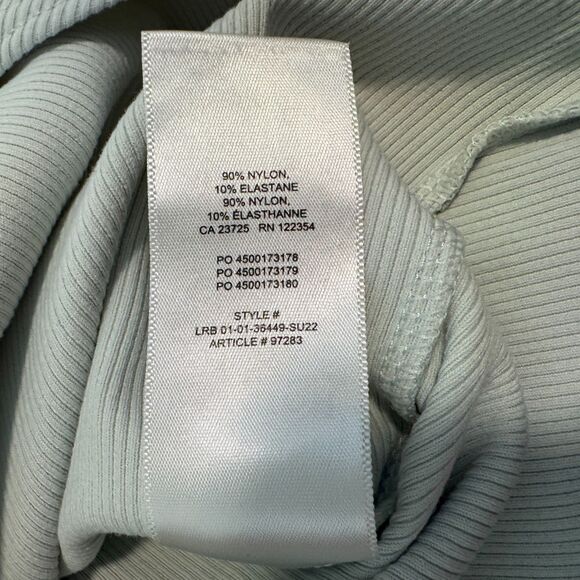 90% NYLON,
10% ELASTANE
90% NYLON,
10% ÉLASTHANNE
CA 23725 RN 122354
PO 4500173178
PO 4500173179
PO 4500173180
STYLE #
LRB 01-01-36449-SU22
ARTICLE # 97283